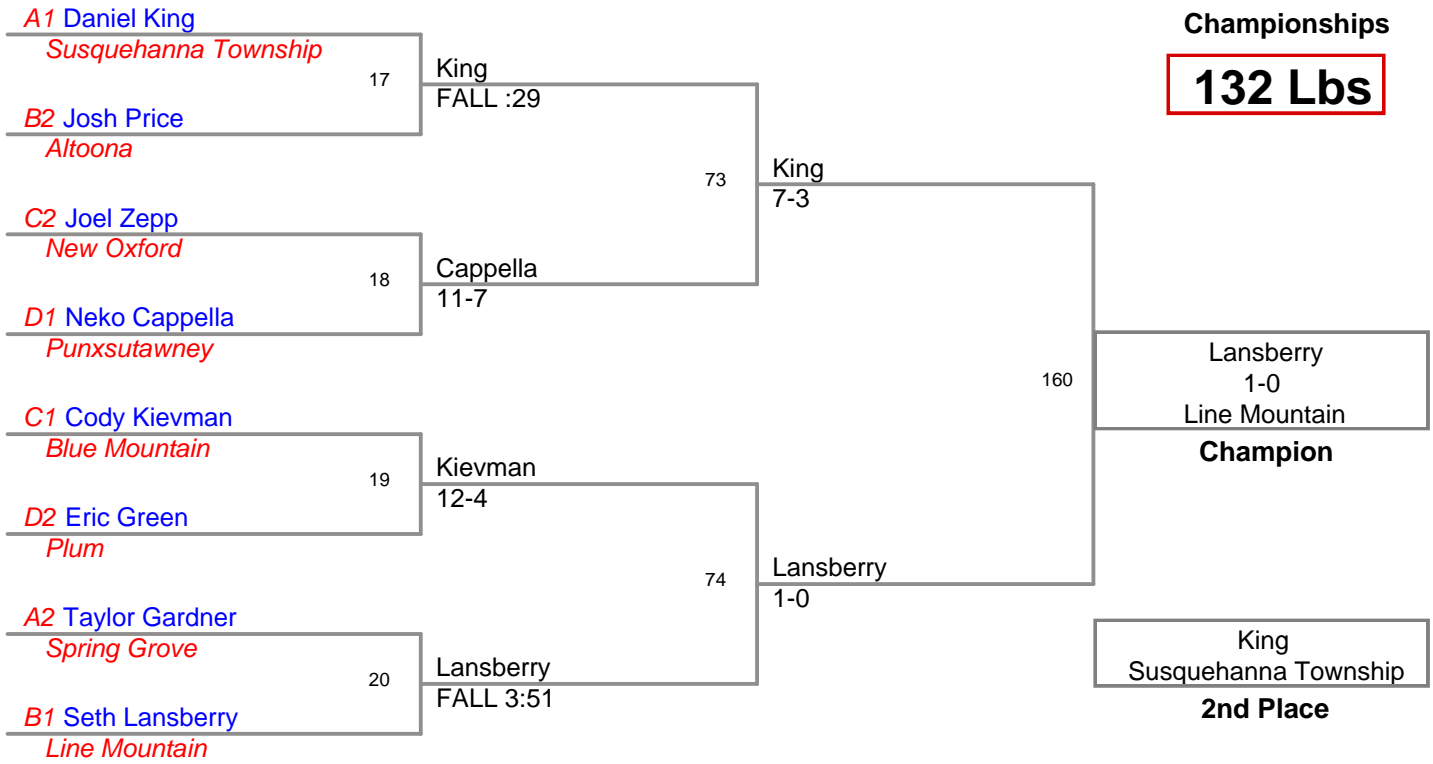 A1 Daniel King
Susquehanna Township
17
B2 Josh Price
Altoona
C2 Joel Zepp
New Oxford
18
D1 Neko Cappella
Punxsutawney
C1 Cody Kievman
Blue Mountain
19
D2 Eric Green
Plum
A2 Taylor Gardner
Spring Grove
20
B1 Seth Lansberry
Line Mountain
King
FALL :29
73
Cappella
11-7
Kievman
12-4
74
Lansberry
FALL 3:51
King
7-3
160
Lansberry
1-0
Championships
132 Lbs
Lansberry
1-0
Line Mountain
Champion
King
Susquehanna Township
2nd Place